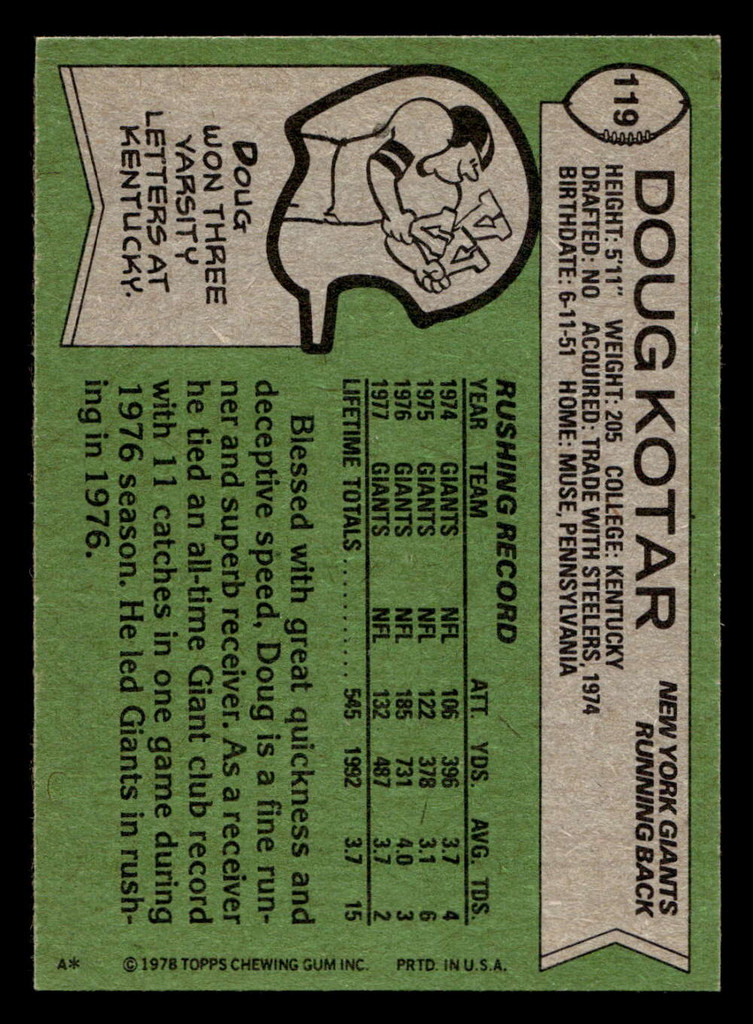 119
DOUG KOTAR
NEW YORK GIANTS
RUNNING BACK
HEIGHT: 5'11" WEIGHT: 205 COLLEGE: KENTUCKY
DRAFTED: NO ACQUIRED: TRADE WITH STEELERS, 1974
BIRTHDATE: 6-11-51 HOME: MUSE, PENNSYLVANIA
DOUG
WON THREE
VARSITY
LETTERS AT
KENTUCKY.
RUSHING RECORD
YEAR TEAM ATT. YDS. AVG. TDS.
1974 GIANTS NFL 106 396 3.7 4
1975 GIANTS NFL 122 378 3.1 6
1976 GIANTS NFL 185 731 4.0 3
1977 GIANTS NFL 132 487 3.7 2
LIFETIME TOTALS .......... 545 1992 3.7 15
Blessed with great quickness and
deceptive speed, Doug is a fine run-
ner and superb receiver. As a receiver
he tied an all-time Giant club record
with 11 catches in one game during
1976 season. He led Giants in rush-
ing in 1976.
A* © 1978 TOPPS CHEWING GUM INC. PRTD. IN U.S.A.